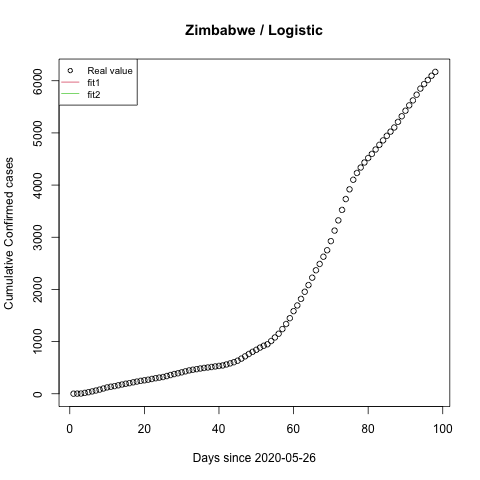 Zimbabwe / Logistic
Real value
fit1
fit2
Cumulative Confirmed cases
0
1000
2000
3000
4000
5000
6000
0 20 40 60 80 100
Days since 2020-05-26